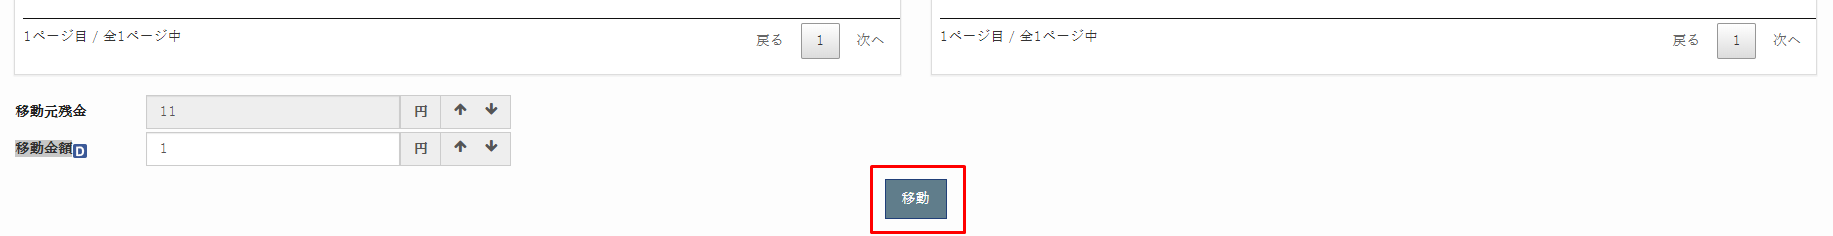 1ページ目 / 全1ページ中
戻る 1 次へ
1ページ目 / 全1ページ中
戻る 1 次へ
移動元残金 11 円
移動金額 D 1 円
移動